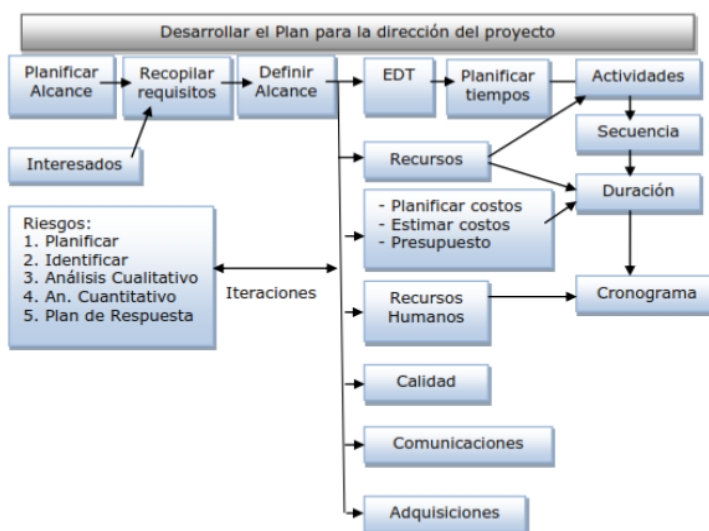 Desarrollar el Plan para la dirección del proyecto
Planificar
Alcance
Recopilar
requisitos
Definir
Alcance
EDT
Planificar
tiempos
Actividades
Secuencia
Interesados
Recursos
Duración
- Planificar costos
- Estimar costos
- Presupuesto
Riesgos:
1. Planificar
2. Identificar
3. Análisis Cualitativo
4. An. Cuantitativo
5. Plan de Respuesta
Iteraciones
Recursos
Humanos
Cronograma
Calidad
Comunicaciones
Adquisiciones